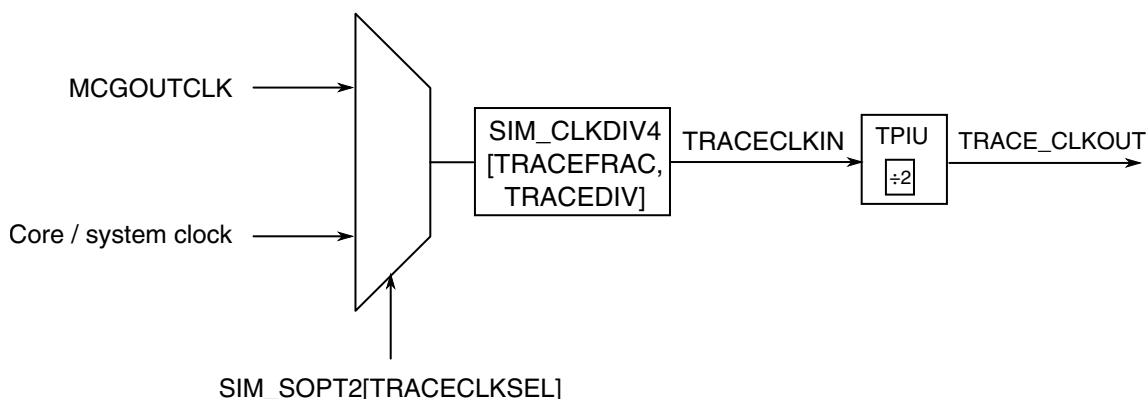 MCGOUTCLK
Core / system clock
SIM_SOPT2[TRACECLKSEL]
SIM_CLKDIV4
[TRACEFRAC,
TRACEDIV]
TRACECLKIN
TPIU
÷2
TRACE_CLKOUT